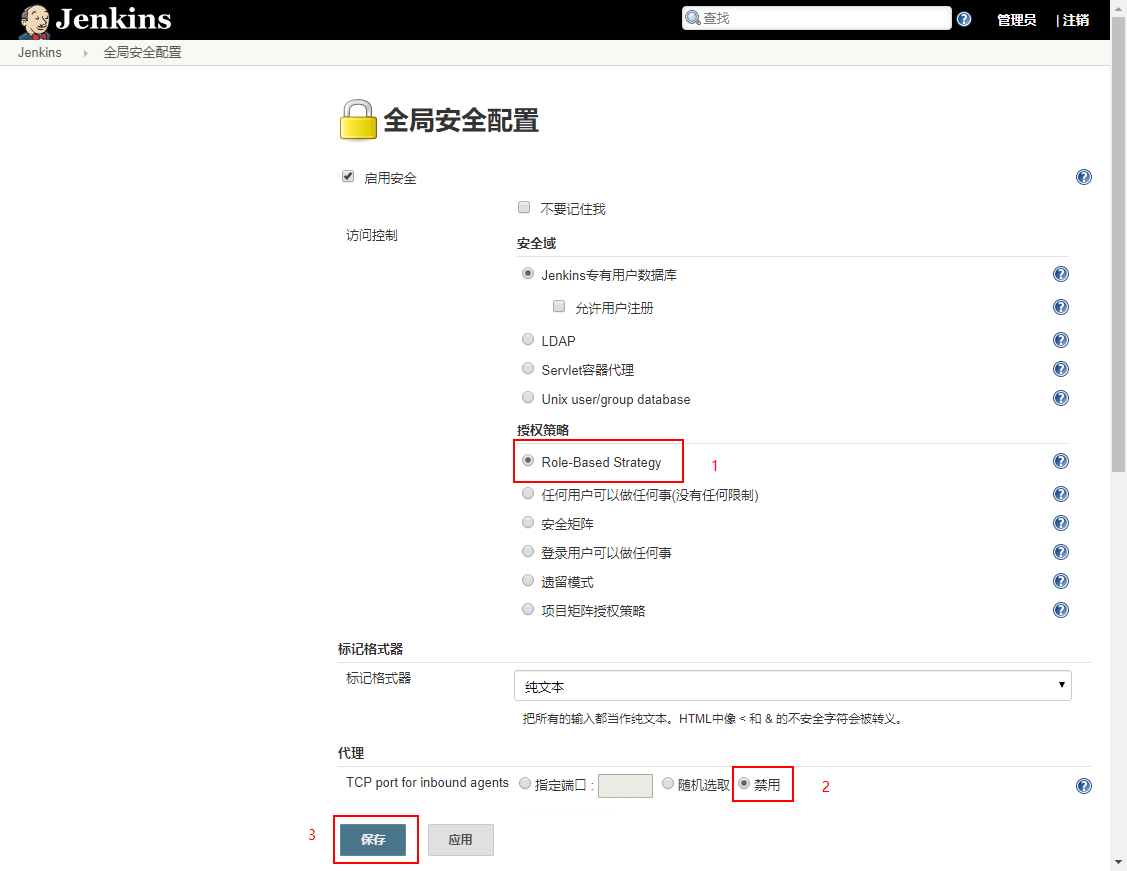 Jenkins 查找 管理员 | 注销
Jenkins 全局安全配置
全局安全配置
启用安全
不要记住我
访问控制
安全域
Jenkins专有用户数据库
允许用户注册
LDAP
Servlet容器代理
Unix user/group database
授权策略
Role-Based Strategy 1
任何用户可以做任何事(没有任何限制)
安全矩阵
登录用户可以做任何事
遗留模式
项目矩阵授权策略
标记格式器
标记格式器 纯文本
把所有的输入都当作纯文本。HTML中像 < 和 & 的不安全字符会被转义。
代理
TCP port for inbound agents 指定端口 : 随机选取 禁用 2
3 保存 应用